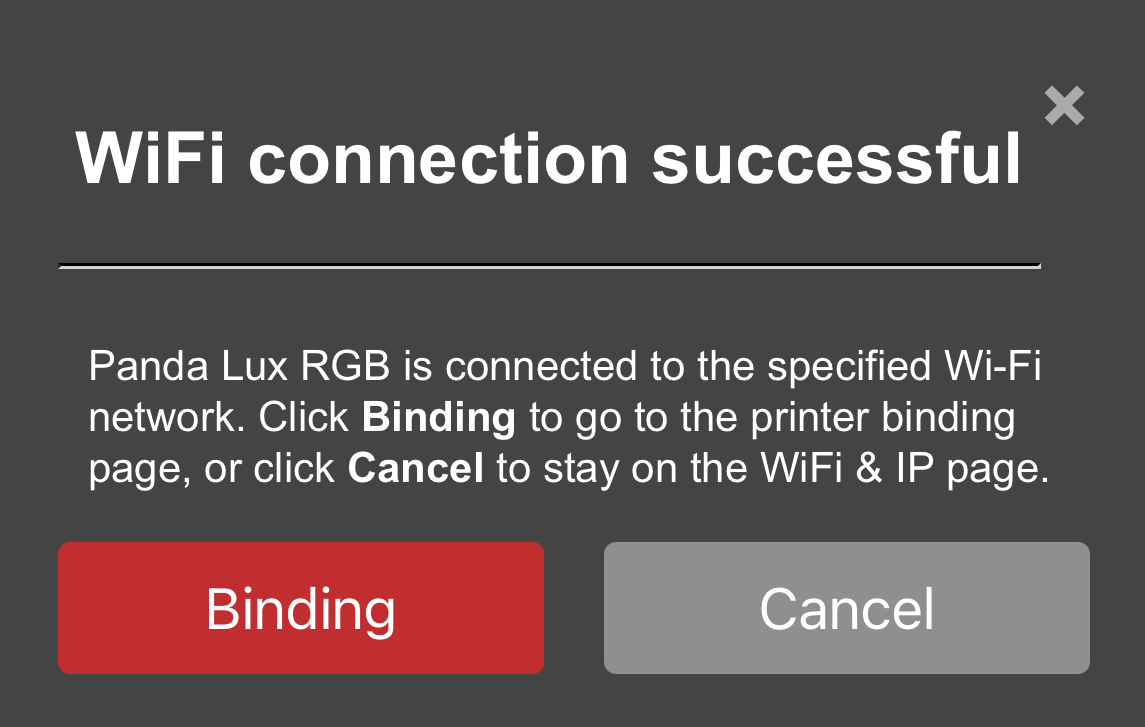 WiFi connection successful
Panda Lux RGB is connected to the specified Wi-Fi
network. Click Binding to go to the printer binding
page, or click Cancel to stay on the WiFi & IP page.
Binding
Cancel